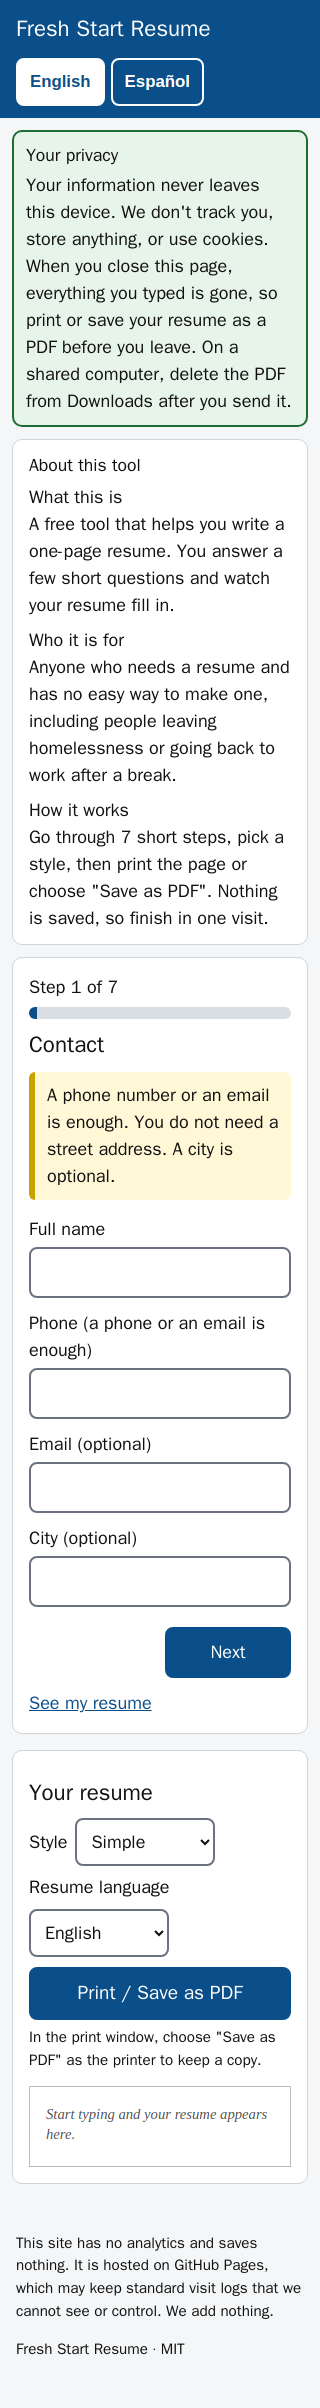 Fresh Start Resume
English
Español
Your privacy
Your information never leaves
this device. We don't track you,
store anything, or use cookies.
When you close this page,
everything you typed is gone, so
print or save your resume as a
PDF before you leave. On a
shared computer, delete the PDF
from Downloads after you send it.
About this tool
What this is
A free tool that helps you write a
one-page resume. You answer a
few short questions and watch
your resume fill in.
Who it is for
Anyone who needs a resume and
has no easy way to make one,
including people leaving
homelessness or going back to
work after a break.
How it works
Go through 7 short steps, pick a
style, then print the page or
choose "Save as PDF". Nothing
is saved, so finish in one visit.
Step 1 of 7
Contact
A phone number or an email
is enough. You do not need a
street address. A city is
optional.
Full name
Phone (a phone or an email is
enough)
Email (optional)
City (optional)
Next
See my resume
Your resume
Style
Simple
Resume language
English
Print / Save as PDF
In the print window, choose "Save as
PDF" as the printer to keep a copy.
Start typing and your resume appears
here.
This site has no analytics and saves
nothing. It is hosted on GitHub Pages,
which may keep standard visit logs that we
cannot see or control. We add nothing.
Fresh Start Resume · MIT